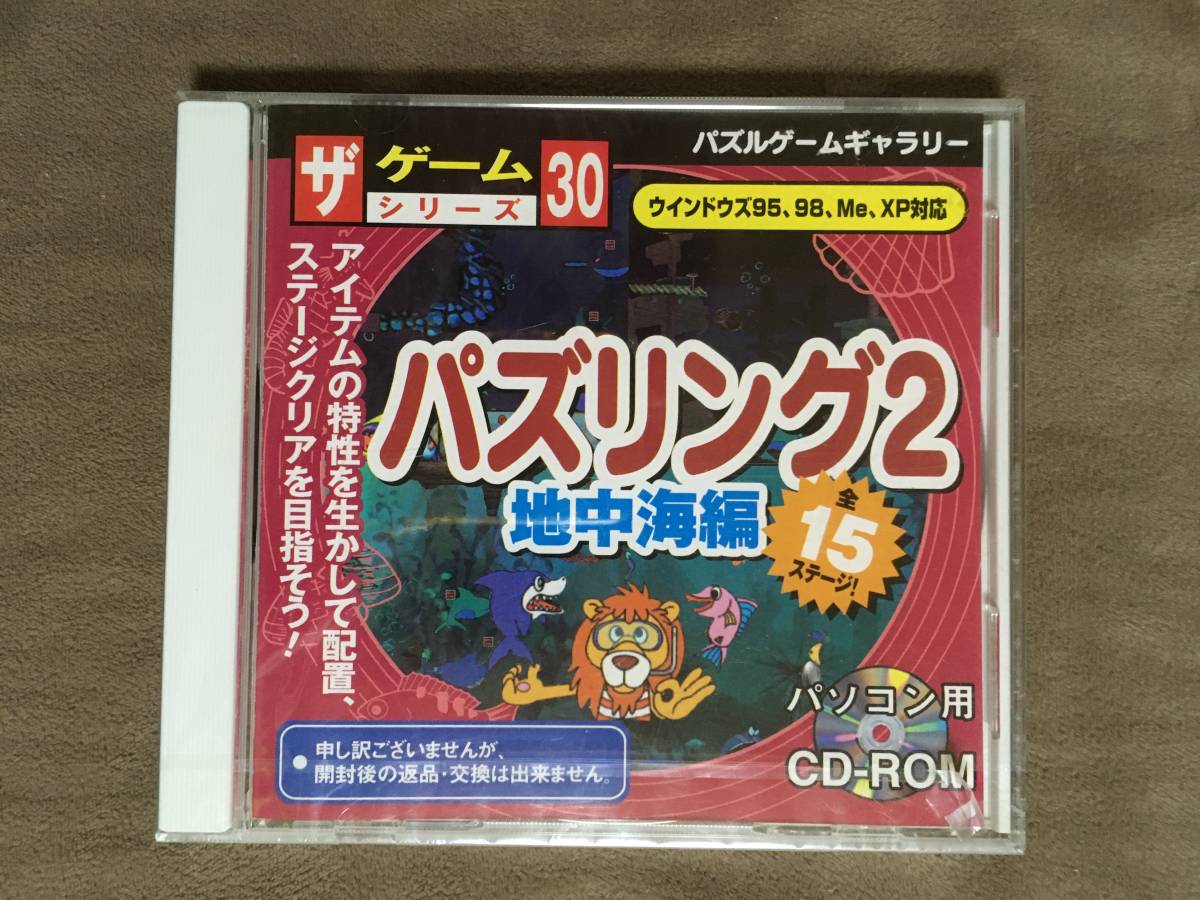 パズルゲームギャラリー
ザ
ゲーム
シリーズ
30
ウインドウズ95、98、Me、XP対応
アイテムの特性を生かして配置、
ステージクリアを目指そう!
パズリング2
地中海編
全
15
ステージ!
パソコン用
CD-ROM
● 申し訳ございませんが、
開封後の返品・交換は出来ません。